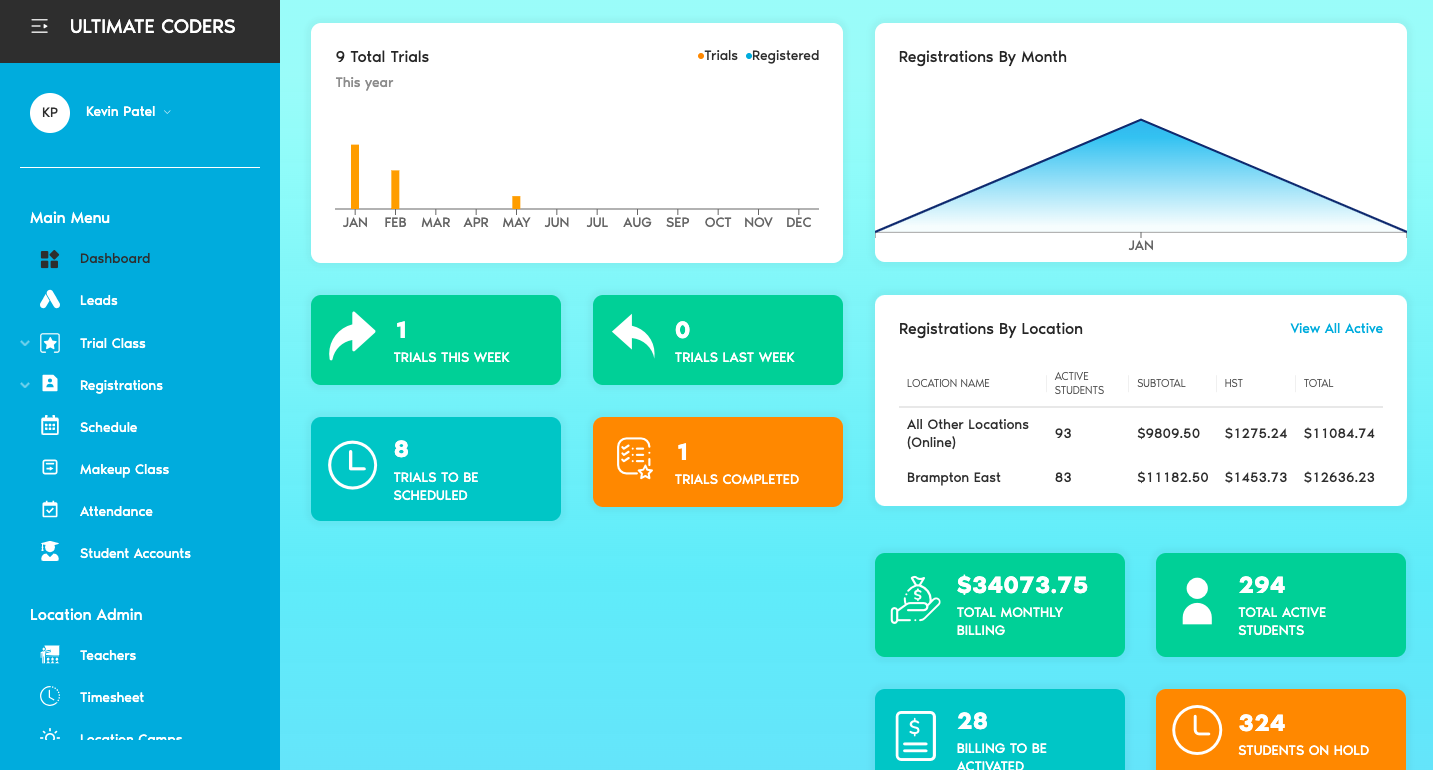 ULTIMATE CODERS
KP
Kevin Patel
Main Menu
Dashboard
Leads
Trial Class
Registrations
Schedule
Makeup Class
Attendance
Student Accounts
Location Admin
Teachers
Timesheet
Location Camps
9 Total Trials
Trials Registered
This year
JAN FEB MAR APR MAY JUN JUL AUG SEP OCT NOV DEC
Registrations By Month
JAN
1
TRIALS THIS WEEK
0
TRIALS LAST WEEK
8
TRIALS TO BE
SCHEDULED
1
TRIALS COMPLETED
Registrations By Location
View All Active
LOCATION NAME ACTIVE STUDENTS SUBTOTAL HST TOTAL
All Other Locations (Online) 93 $9809.50 $1275.24 $11084.74
Brampton East 83 $11182.50 $1453.73 $12636.23
$34073.75
TOTAL MONTHLY
BILLING
294
TOTAL ACTIVE
STUDENTS
28
BILLING TO BE
ACTIVATED
324
STUDENTS ON HOLD